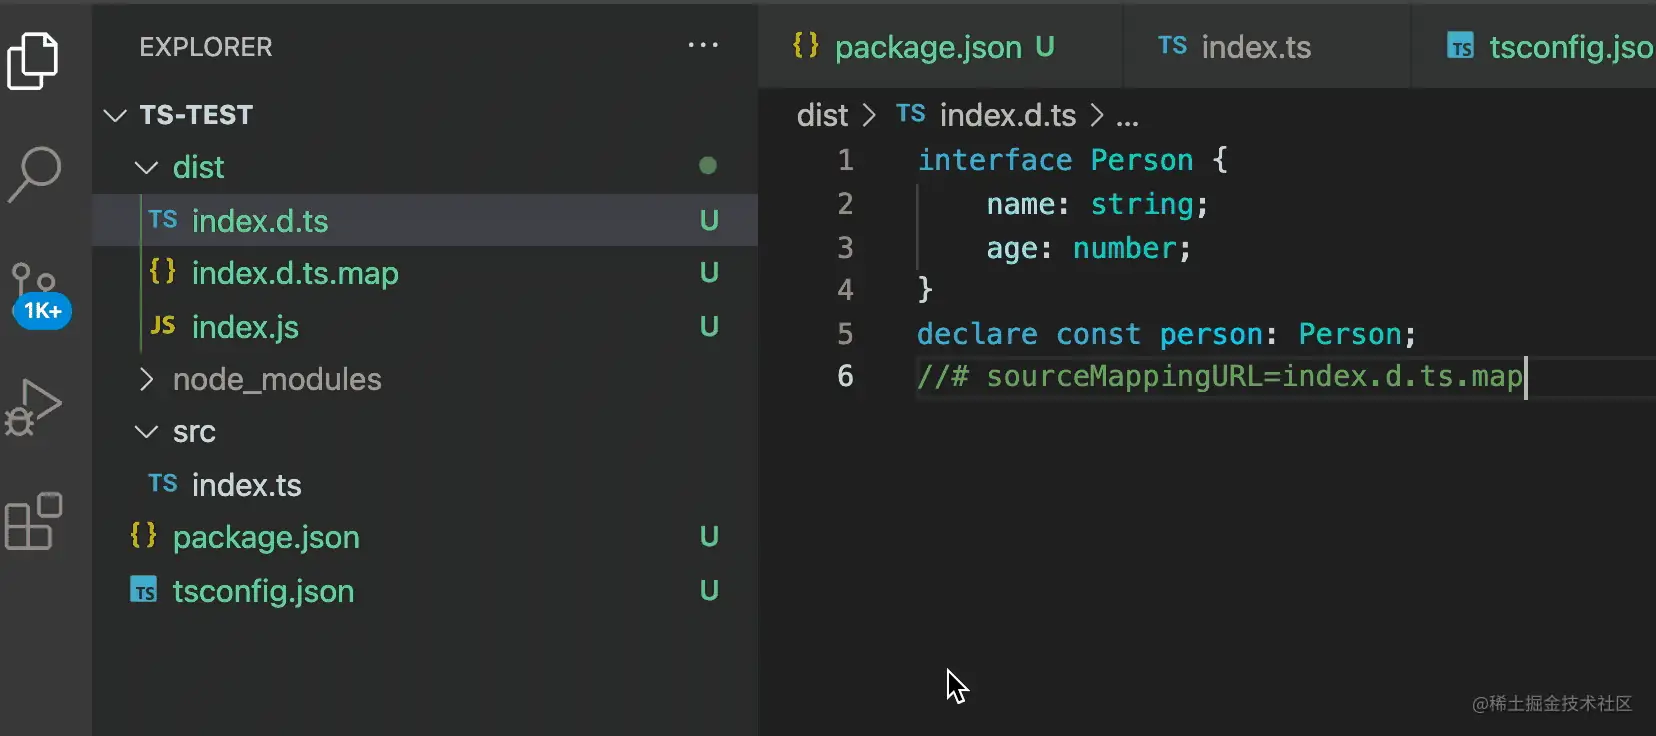 EXPLORER ...
TS-TEST
dist
TS index.d.ts U
{} index.d.ts.map U
JS index.js U
node_modules
src
TS index.ts
{} package.json U
TS tsconfig.json U
1K+
{} package.json U TS index.ts TS tsconfig.jso
dist > TS index.d.ts > ...
1 interface Person {
2 name: string;
3 age: number;
4 }
5 declare const person: Person;
6 //# sourceMappingURL=index.d.ts.map
@稀土掘金技术社区